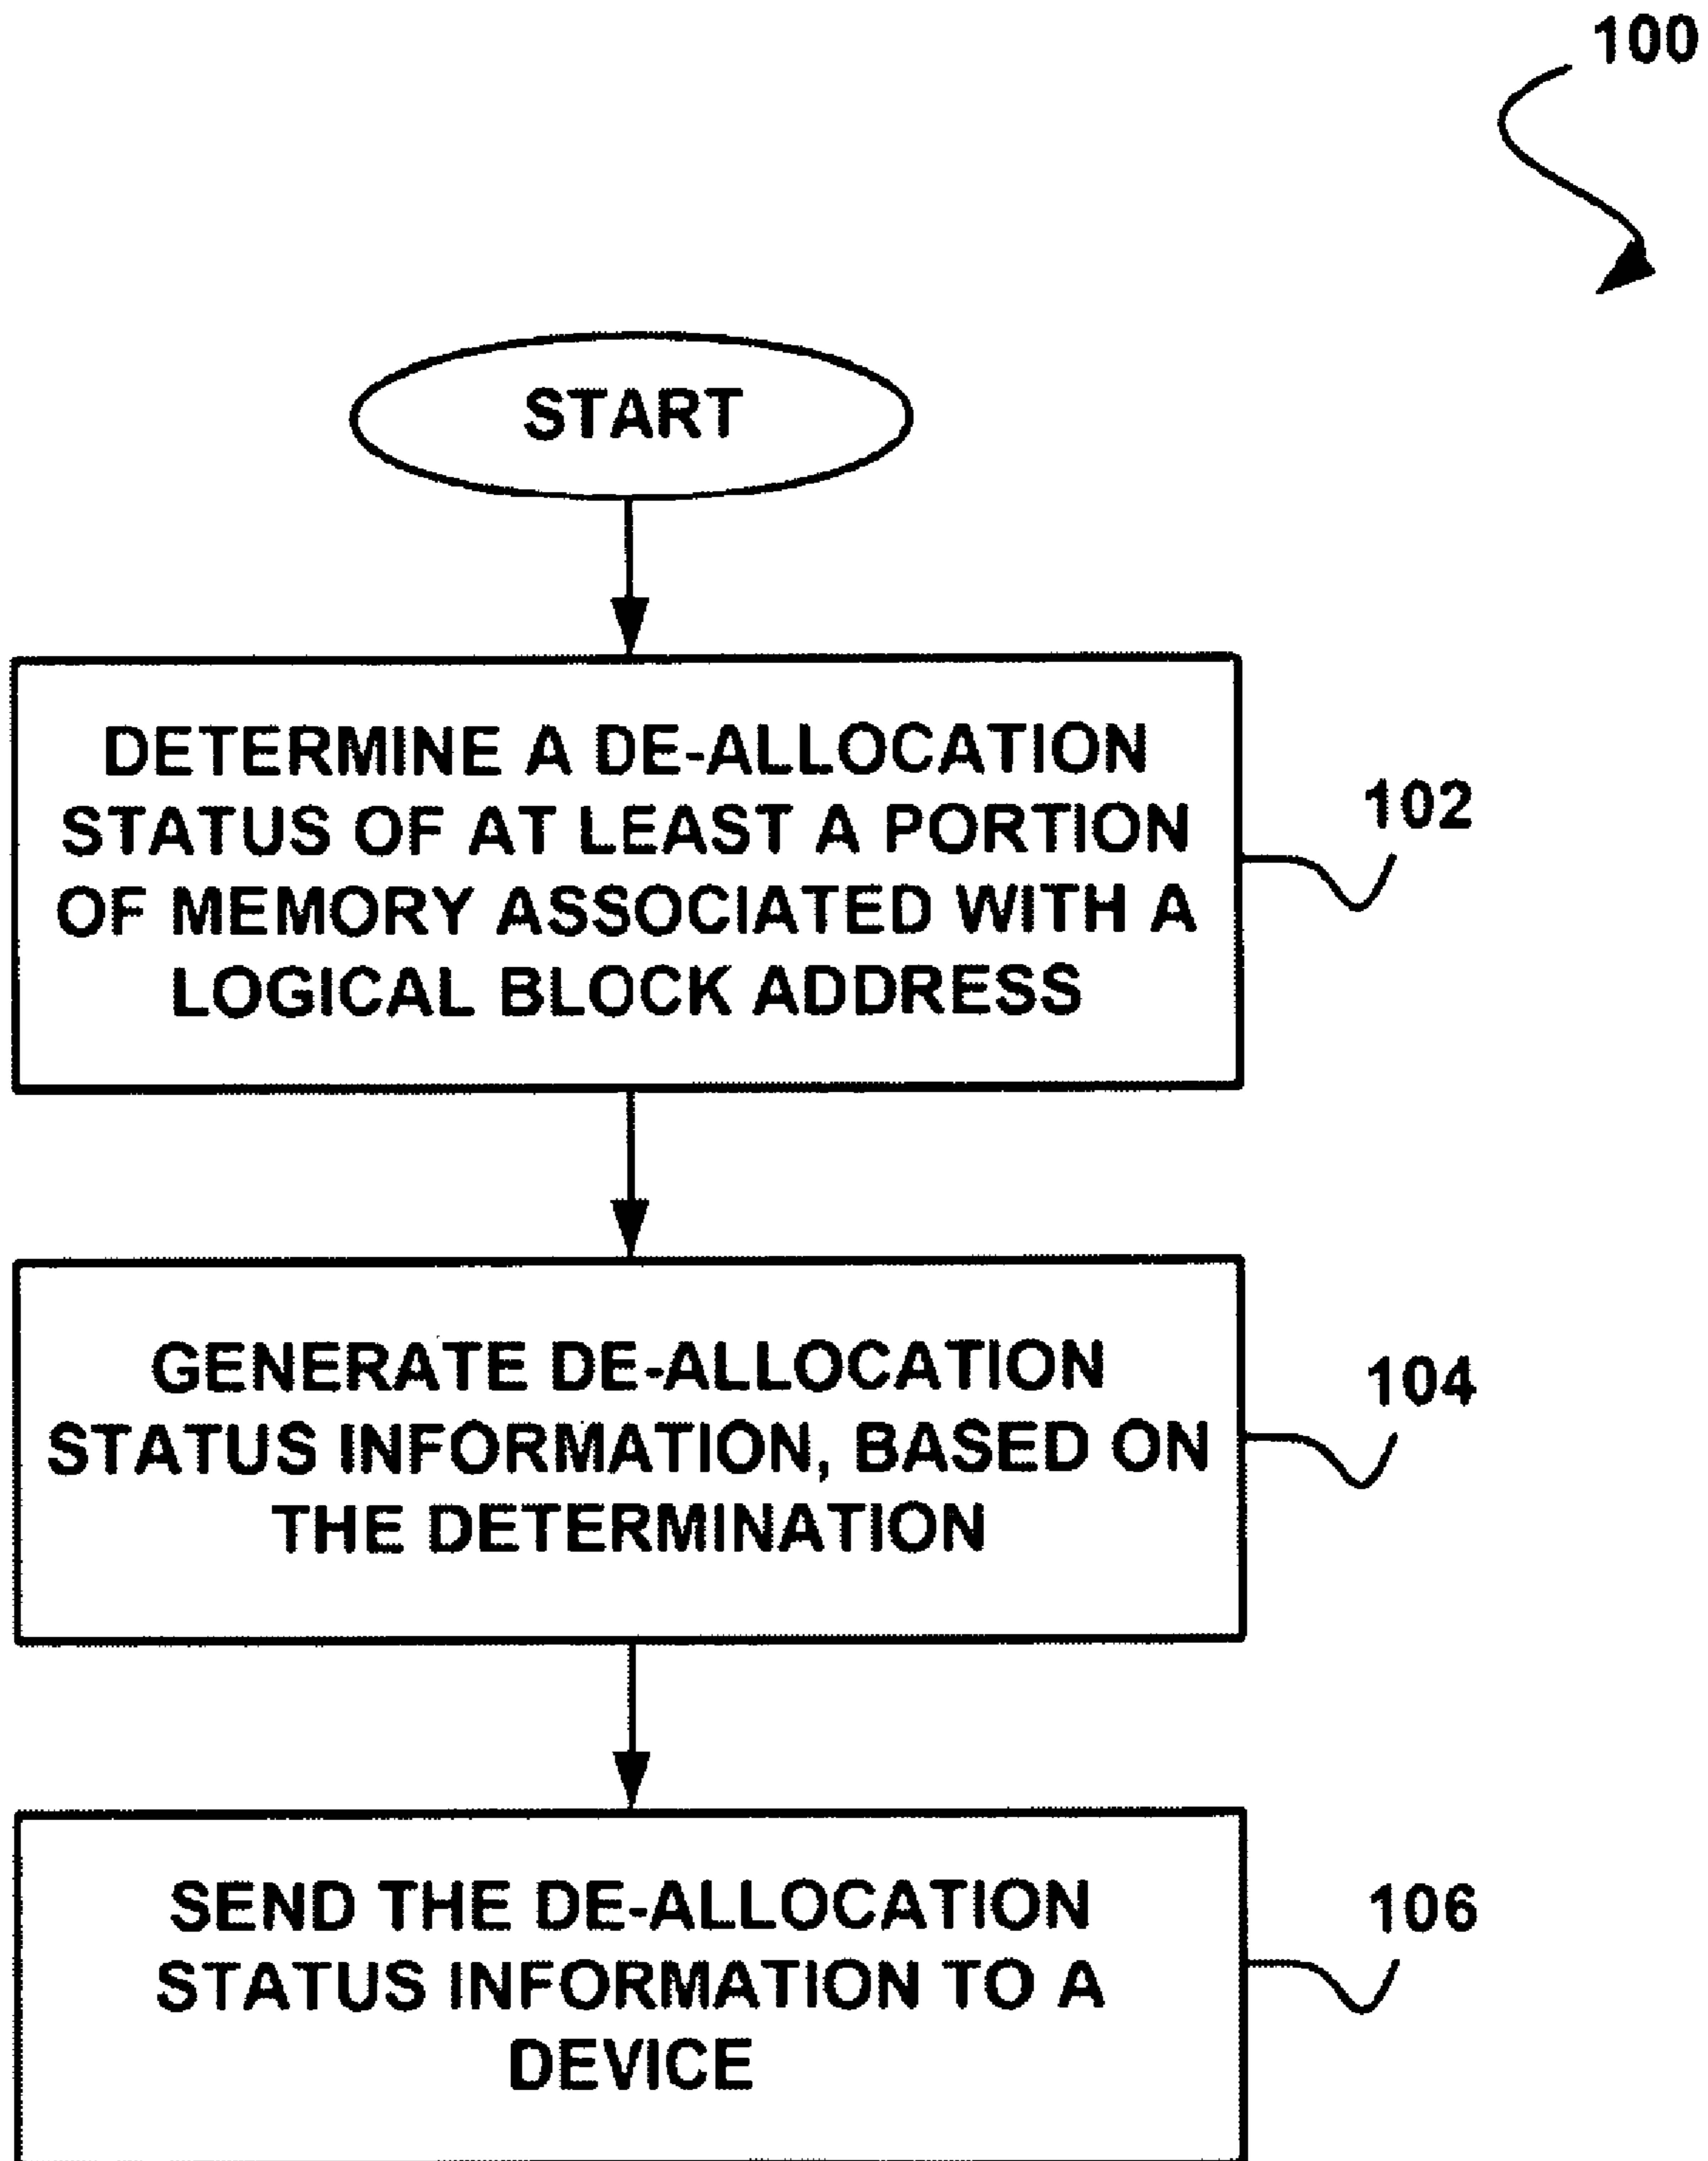 100
START
DETERMINE A DE-ALLOCATION
STATUS OF AT LEAST A PORTION
OF MEMORY ASSOCIATED WITH A
LOGICAL BLOCK ADDRESS
102
GENERATE DE-ALLOCATION
STATUS INFORMATION, BASED ON
THE DETERMINATION
104
SEND THE DE-ALLOCATION
STATUS INFORMATION TO A
DEVICE
106